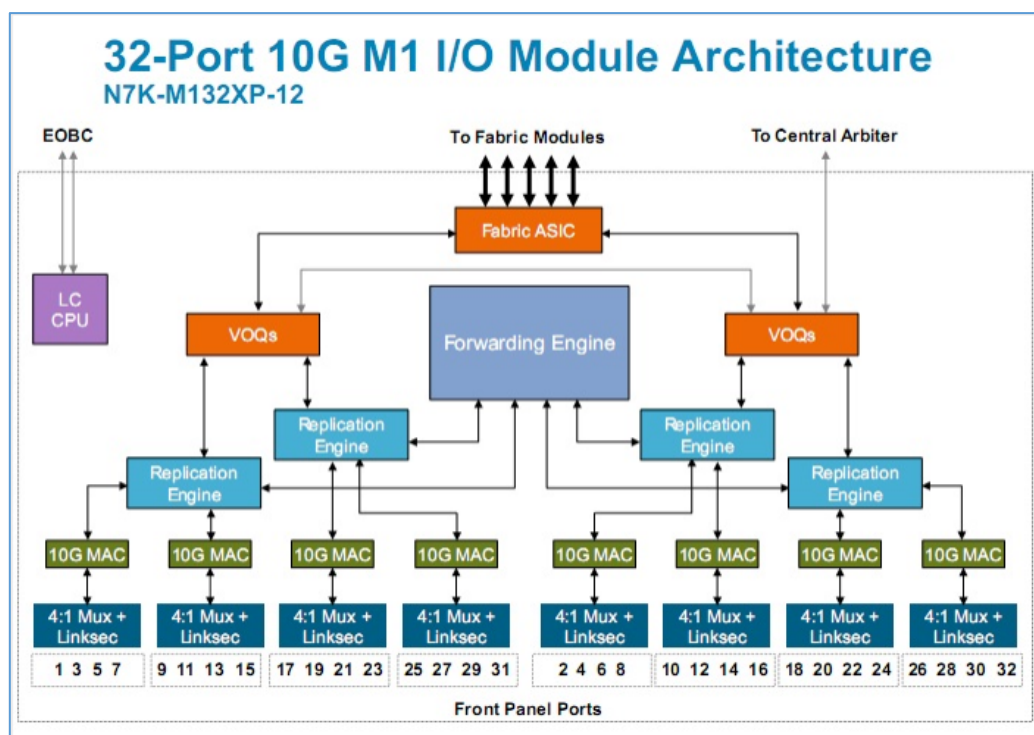 32-Port 10G M1 I/O Module Architecture
N7K-M132XP-12
EOBC
To Fabric Modules
To Central Arbiter
Fabric ASIC
LC
CPU
VOQs
Forwarding Engine
VOQs
Replication
Engine
Replication
Engine
Replication
Engine
Replication
Engine
10G MAC
10G MAC
10G MAC
10G MAC
10G MAC
10G MAC
10G MAC
10G MAC
4:1 Mux +
Linksec
4:1 Mux +
Linksec
4:1 Mux +
Linksec
4:1 Mux +
Linksec
4:1 Mux +
Linksec
4:1 Mux +
Linksec
4:1 Mux +
Linksec
4:1 Mux +
Linksec
1 3 5 7
9 11 13 15
17 19 21 23
25 27 29 31
2 4 6 8
10 12 14 16
18 20 22 24
26 28 30 32
Front Panel Ports